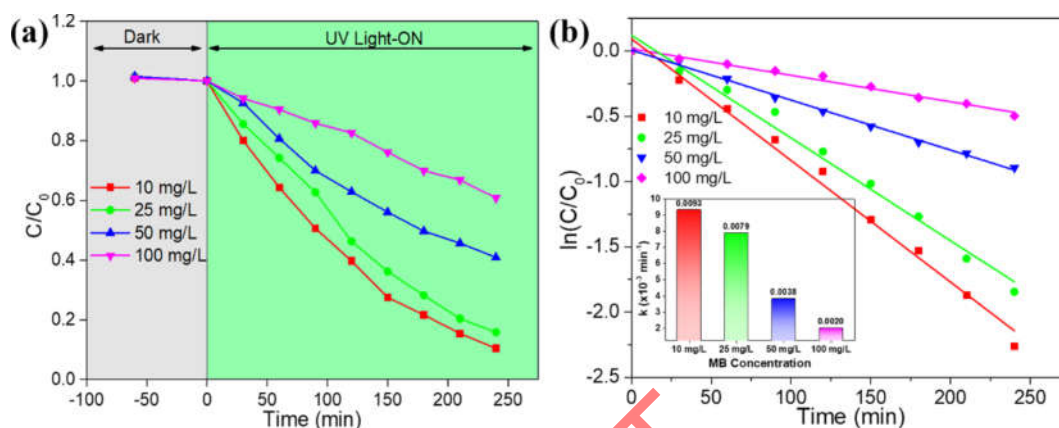 (a)
Dark
UV Light-ON
10 mg/L
25 mg/L
50 mg/L
100 mg/L
C/C0
1.2
1.0
0.8
0.6
0.4
0.2
0.0
-100 -50 0 50 100 150 200 250
Time (min)
(b)
ln(C/C0)
0.0
-0.5
-1.0
-1.5
-2.0
-2.5
10 mg/L
25 mg/L
50 mg/L
100 mg/L
k (x10-3 min-1)
10
9
8
7
6
5
4
3
2
0.0093
0.0079
0.0038
0.0020
10 mg/L 25 mg/L 50 mg/L 100 mg/L
MB Concentration
0 50 100 150 200 250
Time (min)